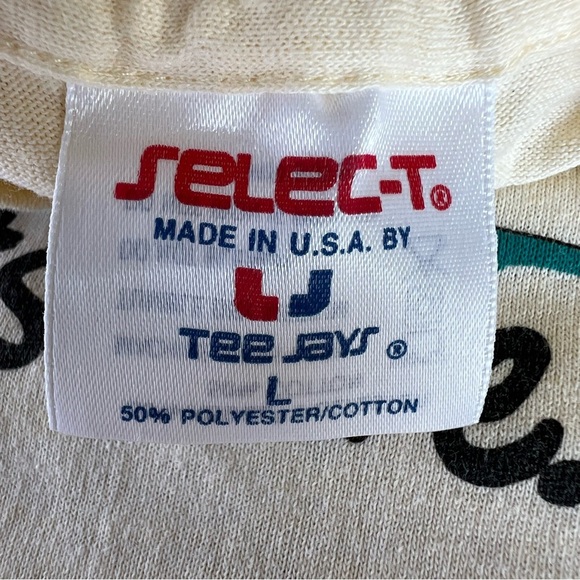 SELEC-T®
MADE IN U.S.A. BY
TEE JAYS ®
L
50% POLYESTER/COTTON